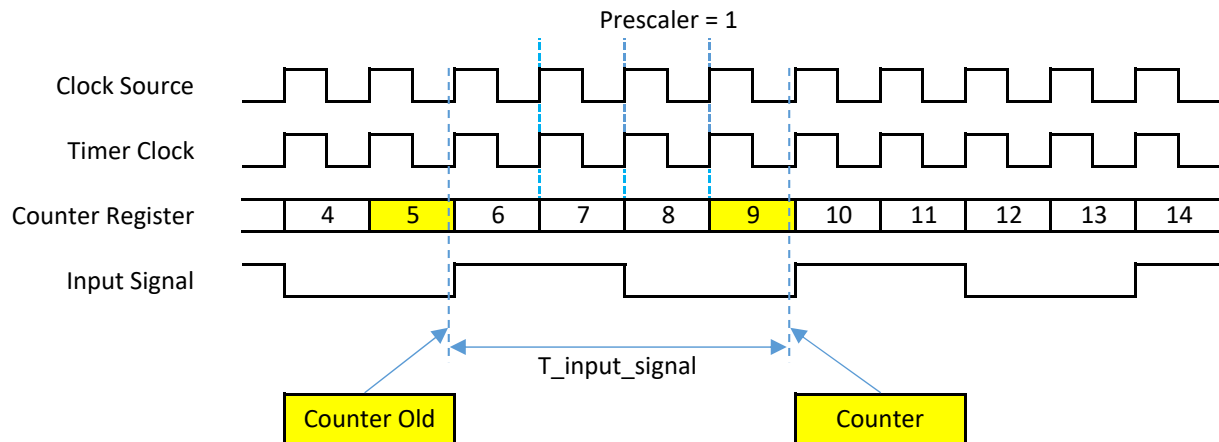 Prescaler = 1
Clock Source
Timer Clock
Counter Register 4 5 6 7 8 9 10 11 12 13 14
Input Signal
T_input_signal
Counter Old Counter